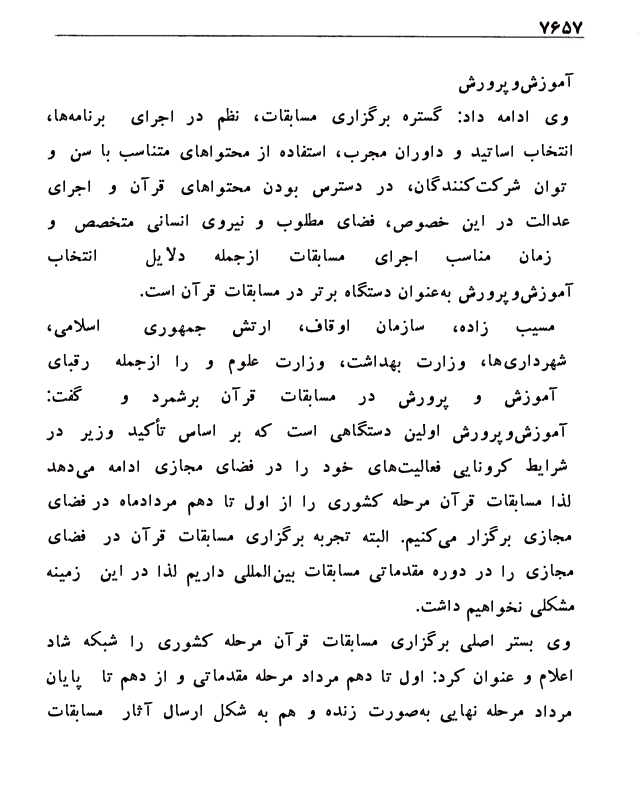 ۷۶۵۷
آموزش‌و‌پرورش
وی ادامه داد: گستره برگزاری مسابقات، نظم در اجرای برنامه‌ها،
انتخاب اساتید و داوران مجرب، استفاده از محتواهای متناسب با سن و
توان شرکت‌کنندگان، در دسترس بودن محتواهای قرآن و اجرای
عدالت در این خصوص، فضای مطلوب و نیروی انسانی متخصص و
زمان مناسب اجرای مسابقات ازجمله دلایل انتخاب
آموزش‌و‌پرورش به‌عنوان دستگاه برتر در مسابقات قرآن است.
مسیب زاده، سازمان اوقاف، ارتش جمهوری اسلامی،
شهرداری‌ها، وزارت بهداشت، وزارت علوم و را ازجمله رقبای
آموزش و پرورش در مسابقات قرآن برشمرد و گفت:
آموزش‌و‌پرورش اولین دستگاهی است که بر اساس تأکید وزیر در
شرایط کرونایی فعالیت‌های خود را در فضای مجازی ادامه می‌دهد
لذا مسابقات قرآن مرحله کشوری را از اول تا دهم مردادماه در فضای
مجازی برگزار می‌کنیم. البته تجربه برگزاری مسابقات قرآن در فضای
مجازی را در دوره مقدماتی مسابقات بین‌المللی داریم لذا در این زمینه
مشکلی نخواهیم داشت.
وی بستر اصلی برگزاری مسابقات قرآن مرحله کشوری را شبکه شاد
اعلام و عنوان کرد: اول تا دهم مرداد مرحله مقدماتی و از دهم تا پایان
مرداد مرحله نهایی به‌صورت زنده و هم به شکل ارسال آثار مسابقات